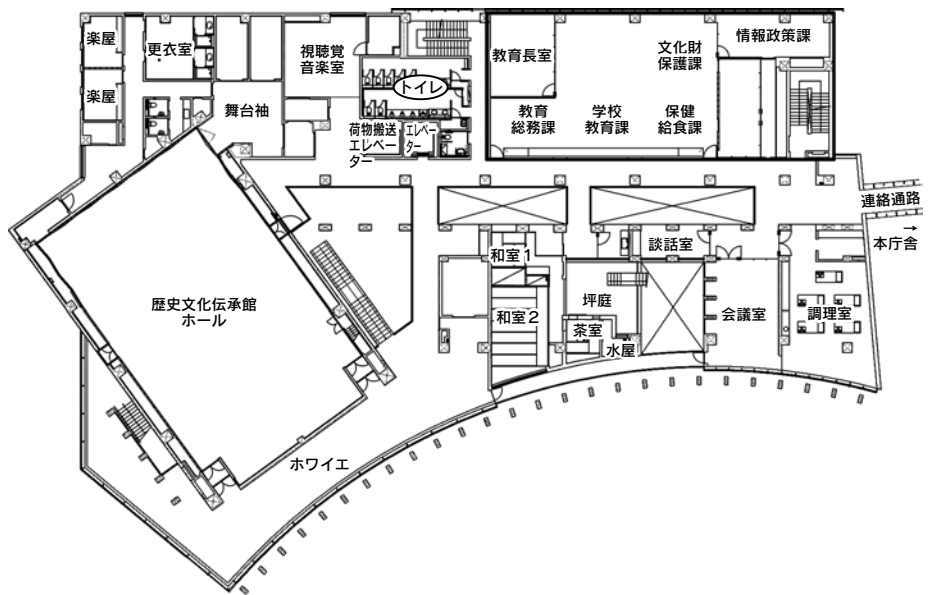 楽屋
更衣室
視聴覚
音楽室
トイレ
教育長室
文化財
保護課
情報政策課
楽屋
舞台袖
荷物搬送
エレベー
ター
エレベー
ター
教育
総務課
学校
教育課
保健
給食課
連絡通路
→
本庁舎
和室1
談話室
歴史文化伝承館
ホール
和室2
坪庭
茶室
水屋
会議室
調理室
ホワイエ